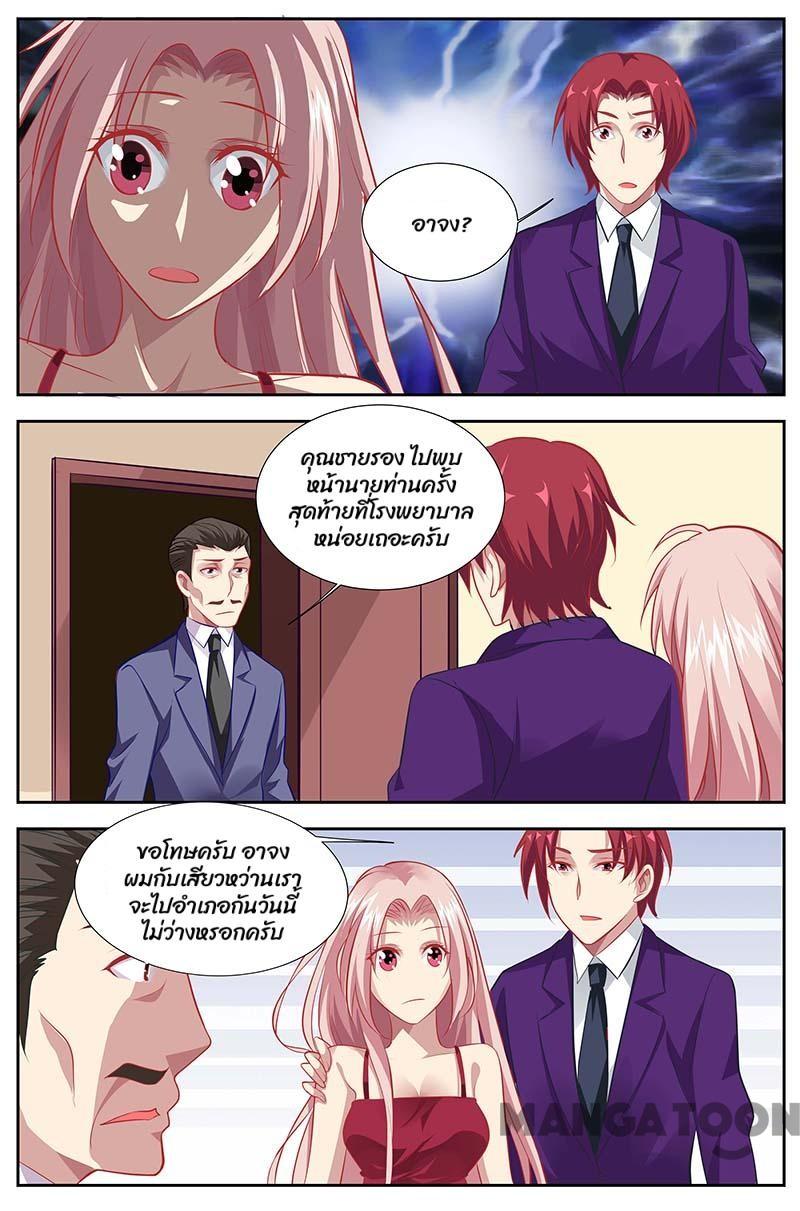 อาจง?
คุณชายรอง ไปพบ
หน้านายท่านครั้ง
สุดท้ายที่โรงพยาบาล
หน่อยเถอะครับ
ขอโทษครับ อาจง
ผมกับเสี่ยวหว่านเรา
จะไปอำเภอกันวันนี้
ไม่ว่างหรอกครับ
MANGATOON